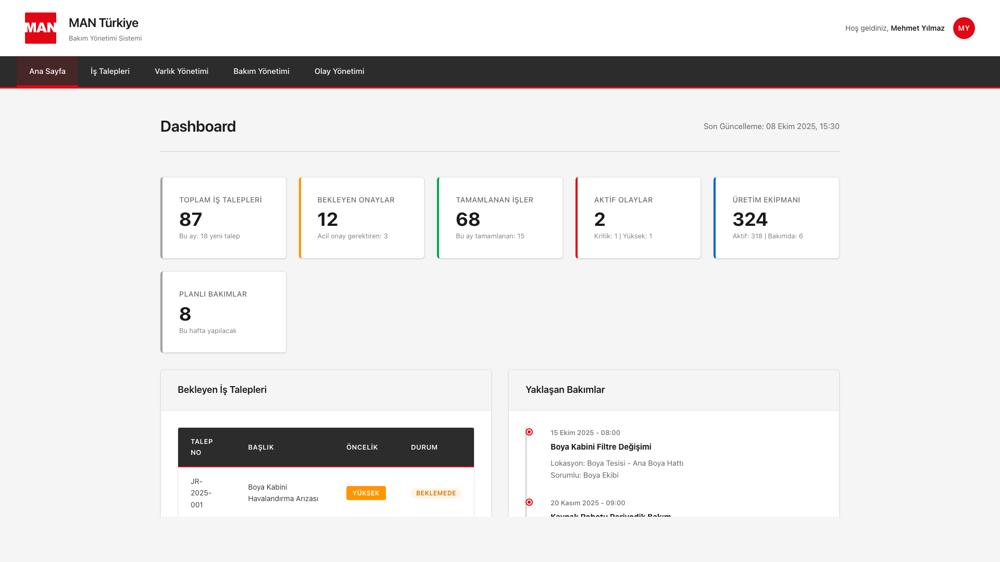 MAN
MAN Türkiye
Bakım Yönetimi Sistemi
Hoş geldiniz, Mehmet Yılmaz
MY
Ana Sayfa
İş Talepleri
Varlık Yönetimi
Bakım Yönetimi
Olay Yönetimi
Dashboard
Son Güncelleme: 08 Ekim 2025, 15:30
TOPLAM İŞ TALEPLERİ
87
Bu ay: 18 yeni talep
BEKLEYEN ONAYLAR
12
Acil onay gerektiren: 3
TAMAMLANAN İŞLER
68
Bu ay tamamlanan: 15
AKTİF OLAYLAR
2
Kritik: 1 | Yüksek: 1
ÜRETİM EKİPMANI
324
Aktif: 318 | Bakımda: 6
PLANLI BAKIMLAR
8
Bu hafta yapılacak
Bekleyen İş Talepleri
TALEP
NO
BAŞLIK
ÖNCELİK
DURUM
JR-
2025-
001
Boya Kabini
Havalandırma Arızası
YÜKSEK
BEKLEMEDE
Yaklaşan Bakımlar
15 Ekim 2025 - 08:00
Boya Kabini Filtre Değişimi
Lokasyon: Boya Tesisi - Ana Boya Hattı
Sorumlu: Boya Ekibi
20 Kasım 2025 - 09:00
Kaynak Robotu Periyodik Bakım